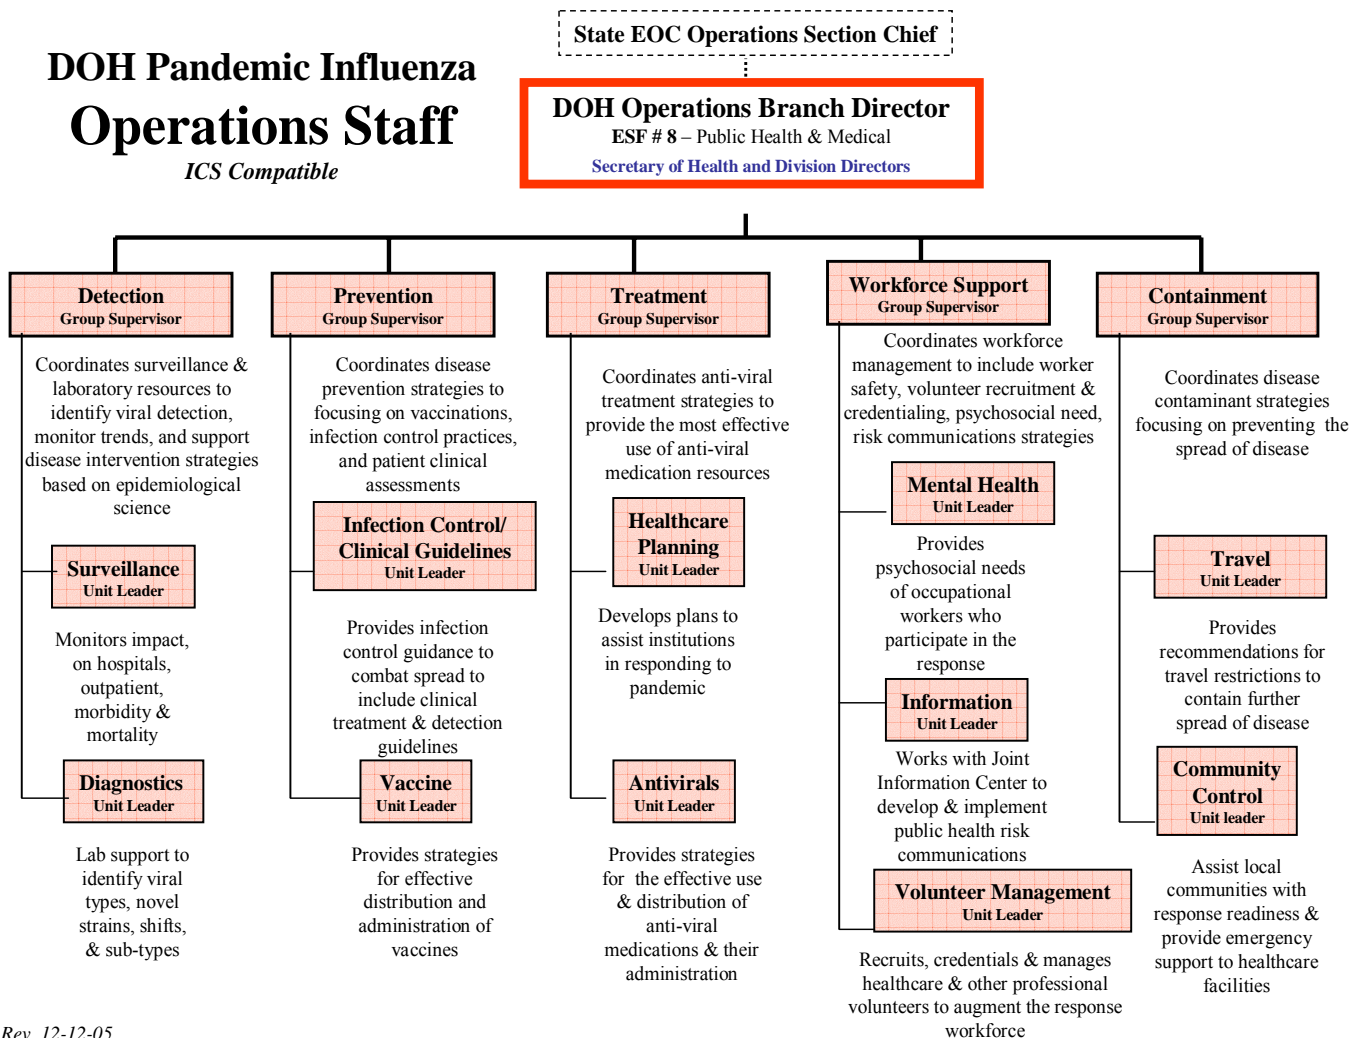 State EOC Operations Section Chief
DOH Pandemic Influenza
Operations Staff
ICS Compatible
DOH Operations Branch Director
ESF # 8 – Public Health & Medical
Secretary of Health and Division Directors
Detection
Group Supervisor
Coordinates surveillance &
laboratory resources to
identify viral detection,
monitor trends, and support
disease intervention strategies
based on epidemiological
science
Surveillance
Unit Leader
Monitors impact,
on hospitals,
outpatient,
morbidity &
mortality
Diagnostics
Unit Leader
Lab support to
identify viral
types, novel
strains, shifts,
& sub-types
Prevention
Group Supervisor
Coordinates disease
prevention strategies to
focusing on vaccinations,
infection control practices,
and patient clinical
assessments
Infection Control/
Clinical Guidelines
Unit Leader
Provides infection
control guidance to
combat spread to
include clinical
treatment & detection
guidelines
Vaccine
Unit Leader
Provides strategies
for effective
distribution and
administration of
vaccines
Treatment
Group Supervisor
Coordinates anti-viral
treatment strategies to
provide the most effective
use of anti-viral
medication resources
Healthcare
Planning
Unit Leader
Develops plans to
assist institutions
in responding to
pandemic
Antivirals
Unit Leader
Provides strategies
for the effective use
& distribution of
anti-viral
medications & their
administration
Workforce Support
Group Supervisor
Coordinates workforce
management to include worker
safety, volunteer recruitment &
credentialing, psychosocial need,
risk communications strategies
Mental Health
Unit Leader
Provides
psychosocial needs
of occupational
workers who
participate in the
response
Information
Unit Leader
Works with Joint
Information Center to
develop & implement
public health risk
communications
Volunteer Management
Unit Leader
Recruits, credentials & manages
healthcare & other professional
volunteers to augment the response
workforce
Containment
Group Supervisor
Coordinates disease
contaminant strategies
focusing on preventing the
spread of disease
Travel
Unit Leader
Provides
recommendations for
travel restrictions to
contain further
spread of disease
Community
Control
Unit leader
Assist local
communities with
response readiness &
provide emergency
support to healthcare
facilities
Rev 12-12-05